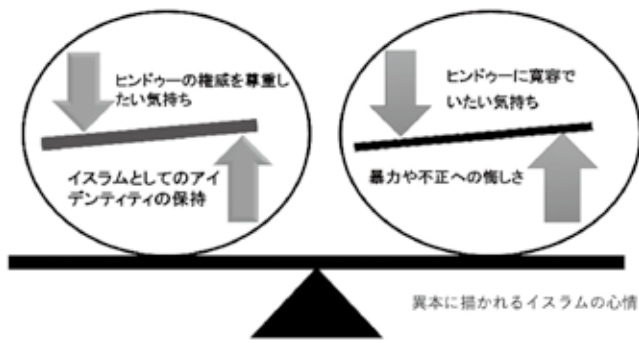 ヒンドゥーの権威を尊重し
たい気持ち
イスラムとしてのアイ
デンティティの保持
ヒンドゥーに寛容で
いたい気持ち
暴力や不正への悔しさ
異本に描かれるイスラムの心情